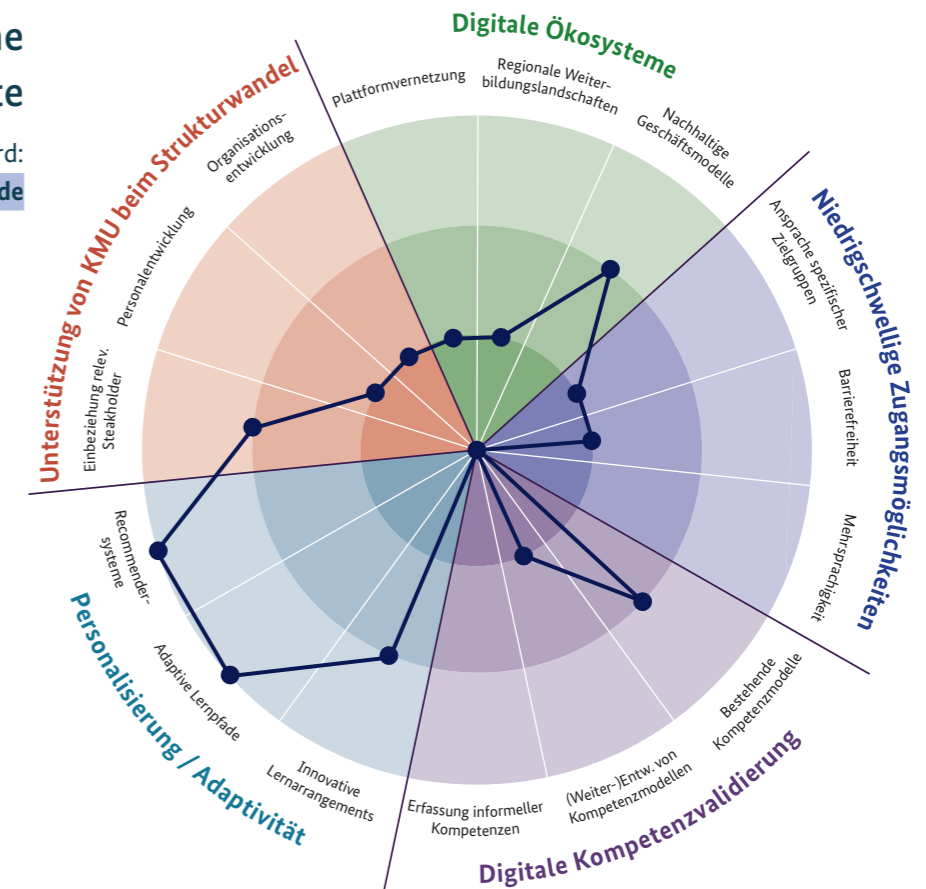 ne
te
rd:
de
Digitale Ökosysteme
Plattformvernetzung
Regionale Weiter-
bildungslandschaften
Nachhaltige
Geschäftsmodelle
Niedrigschwellige Zugangsmöglichkeiten
Ansprache spezifischer
Zielgruppen
Barrierefreiheit
Mehrsprachigkeit
Digitale Kompetenzvalidierung
Bestehende
Kompetenzmodelle
(Weiter-)Entw. von
Kompetenzmodellen
Erfassung informeller
Kompetenzen
Personalisierung / Adaptivität
Innovative
Lernarrangements
Adaptive Lernpfade
Recommender-
systeme
Unterstützung von KMU beim Strukturwandel
Einbeziehung relev.
Steakholder
Personalentwicklung
Organisations-
entwicklung